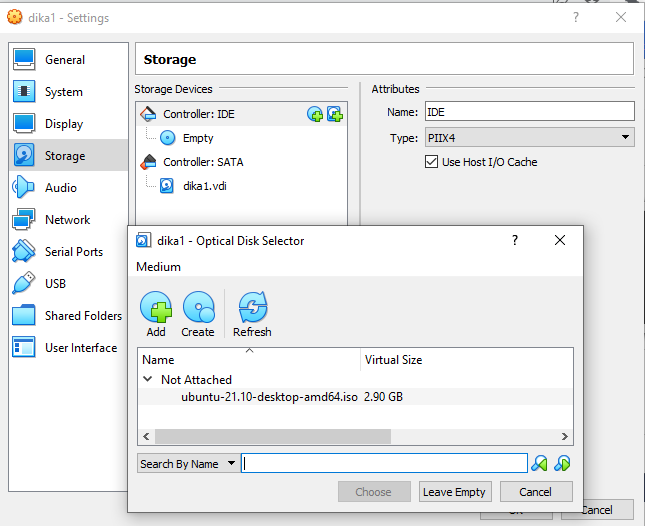 dika1 - Settings
General
System
Display
Storage
Audio
Network
Serial Ports
USB
Shared Folders
User Interface
Storage
Storage Devices
Controller: IDE
Empty
Controller: SATA
dika1.vdi
Attributes
Name: IDE
Type: PIIX4
Use Host I/O Cache
dika1 - Optical Disk Selector
Medium
Add Create Refresh
Name Virtual Size
Not Attached
ubuntu-21.10-desktop-amd64.iso 2.90 GB
Search By Name
Choose Leave Empty Cancel
Cancel